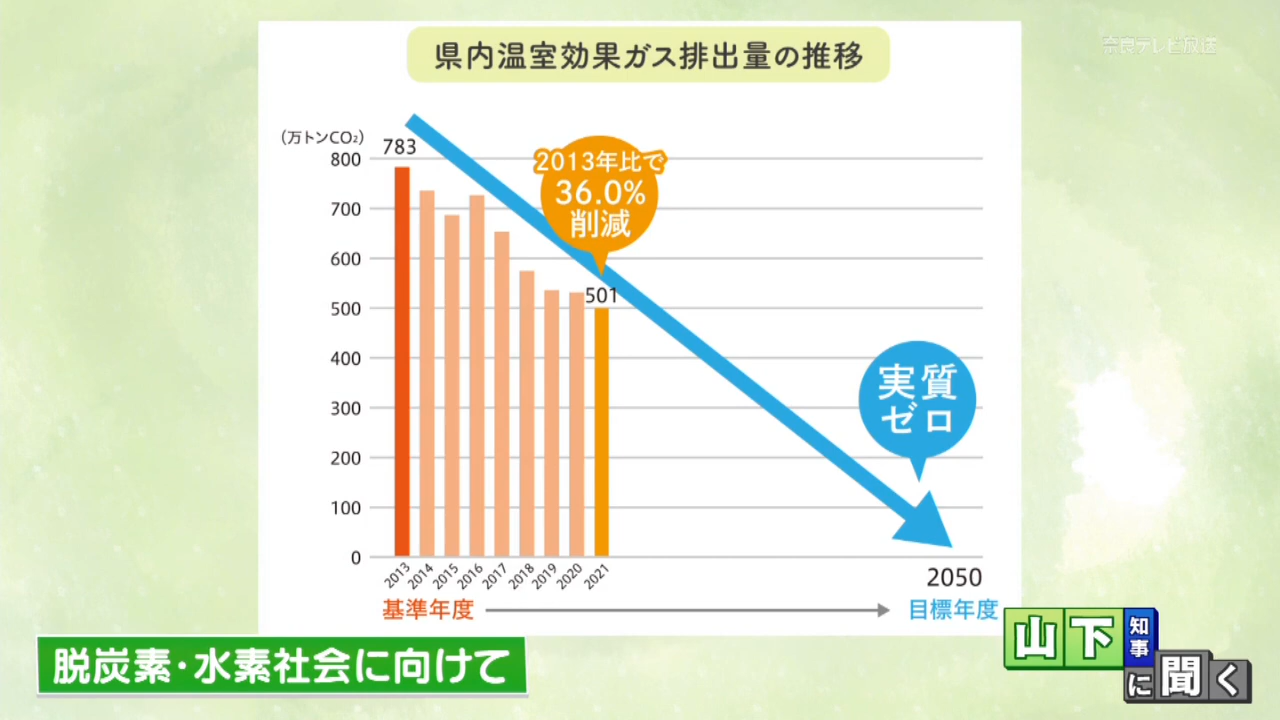 県内温室効果ガス排出量の推移
奈良テレビ放送
(万トンCO₂)
783
800
700
600
500
400
300
200
100
0
2013年比で
36.0%
削減
501
実質
ゼロ
2013
2014
2015
2016
2017
2018
2019
2020
2021
2050
基準年度
目標年度
脱炭素・水素社会に向けて
山下知事に聞く